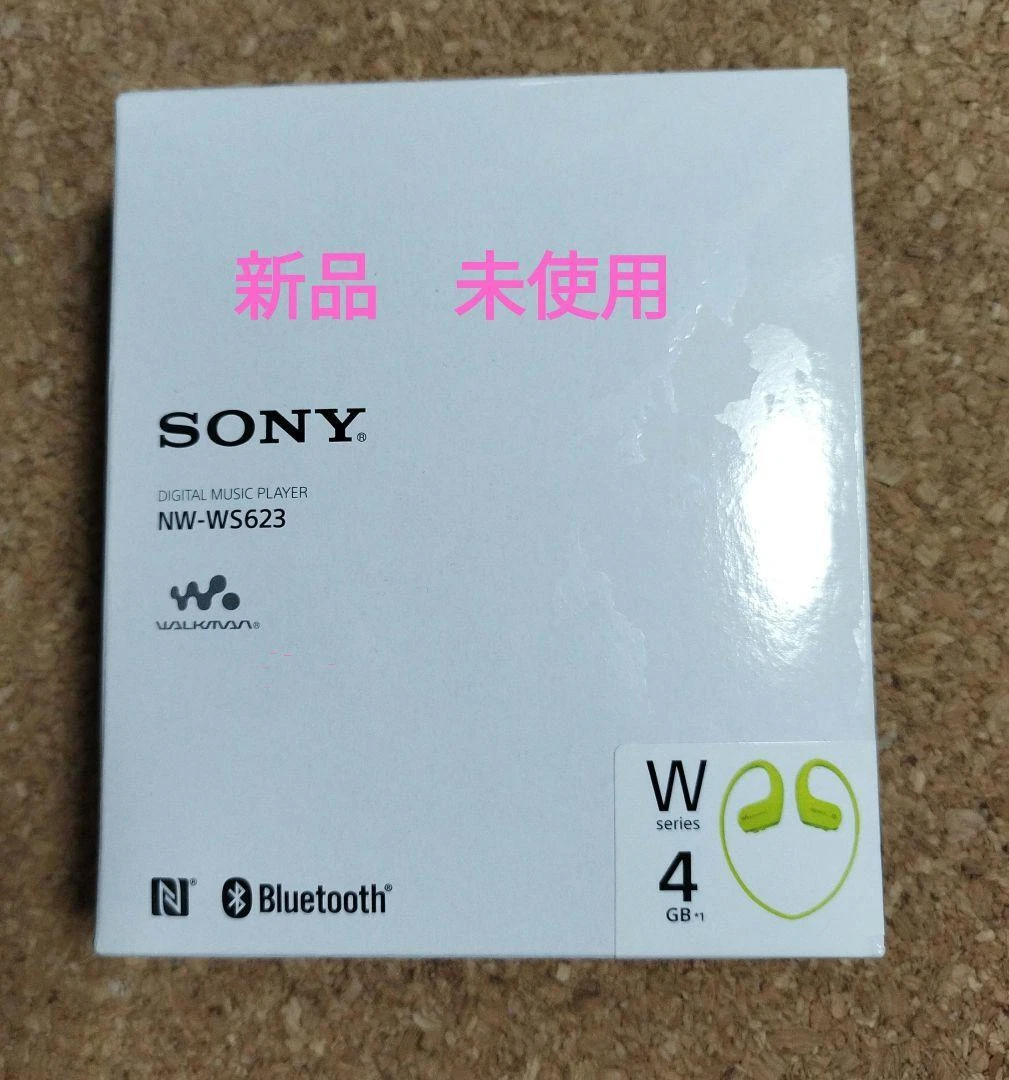 新品　未使用
SONY®
DIGITAL MUSIC PLAYER
NW-WS623
WALKMAN®
W
series
4
GB *1
Bluetooth®